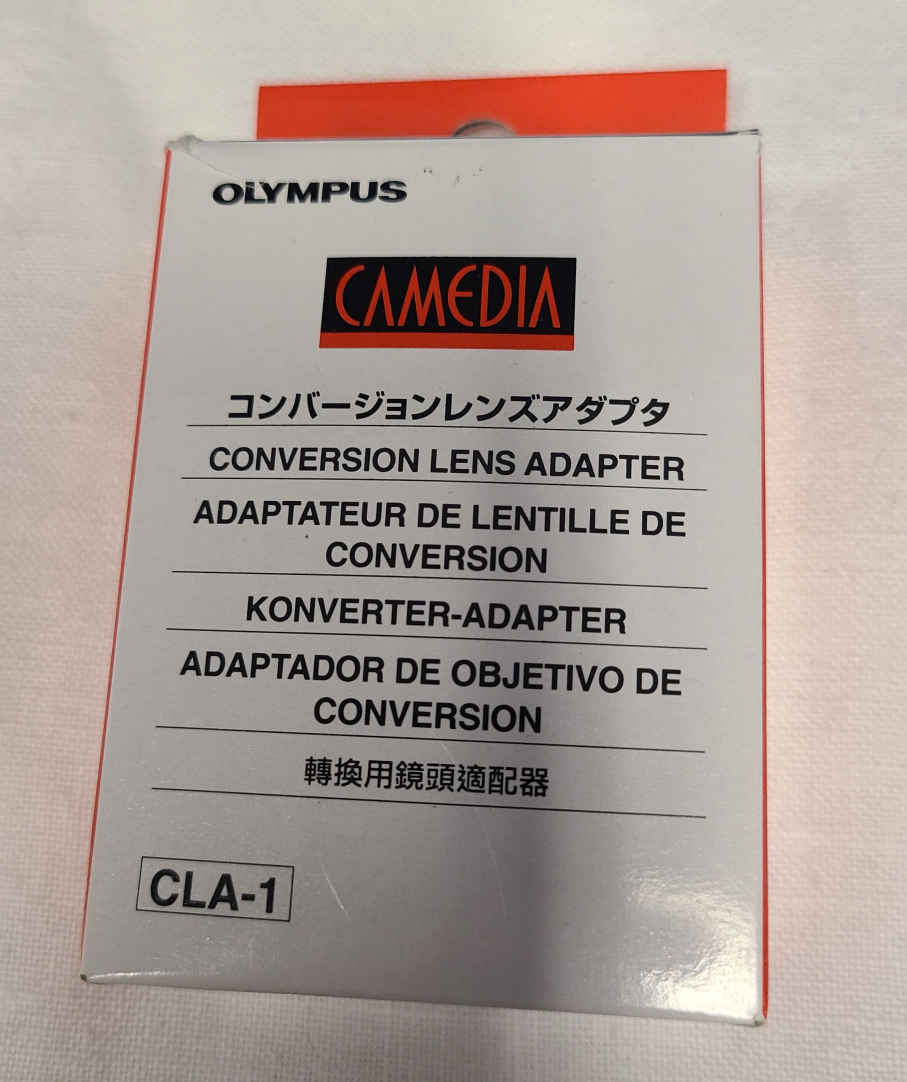 OLYMPUS
CAMEDIA
コンバージョンレンズアダプタ
CONVERSION LENS ADAPTER
ADAPTATEUR DE LENTILLE DE
CONVERSION
KONVERTER-ADAPTER
ADAPTADOR DE OBJETIVO DE
CONVERSION
轉換用鏡頭適配器
CLA-1